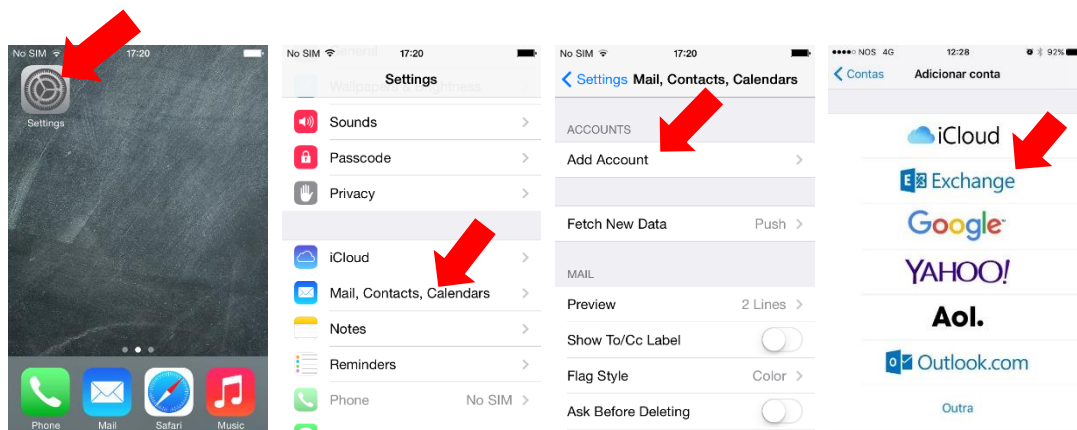 No SIM 17:20
Settings
Phone Mail Safari Music
No SIM 17:20
General
Wallpapers & Brightness
Settings
Sounds
Passcode
Privacy
iCloud
Mail, Contacts, Calendars
Notes
Reminders
Phone No SIM
No SIM 17:20
Settings Mail, Contacts, Calendars
ACCOUNTS
Add Account
Fetch New Data Push
MAIL
Preview 2 Lines
Show To/Cc Label
Flag Style Color
Ask Before Deleting
NOS 4G 12:28 92%
Contas Adicionar conta
iCloud
Exchange
Google
YAHOO!
Aol.
Outlook.com
Outra